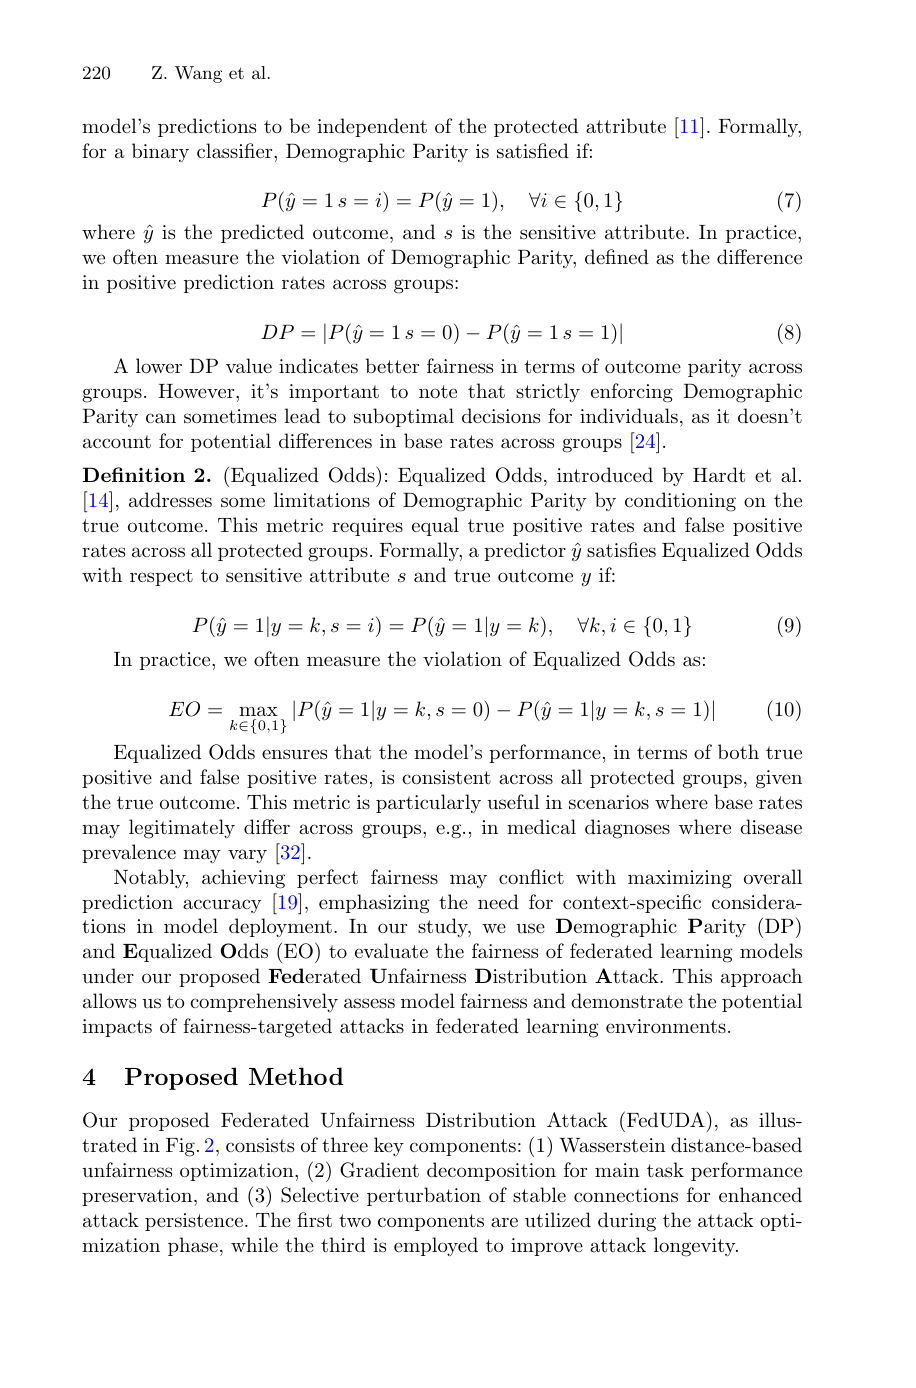 220 Z. Wang et al.
model's predictions to be independent of the protected attribute [11]. Formally,
for a binary classifier, Demographic Parity is satisfied if:
P(ŷ = 1 s = i) = P(ŷ = 1), ∀i ∈ {0, 1} (7)
where ŷ is the predicted outcome, and s is the sensitive attribute. In practice,
we often measure the violation of Demographic Parity, defined as the difference
in positive prediction rates across groups:
DP = |P(ŷ = 1 s = 0) − P(ŷ = 1 s = 1)| (8)
A lower DP value indicates better fairness in terms of outcome parity across
groups. However, it's important to note that strictly enforcing Demographic
Parity can sometimes lead to suboptimal decisions for individuals, as it doesn't
account for potential differences in base rates across groups [24].
Definition 2. (Equalized Odds): Equalized Odds, introduced by Hardt et al.
[14], addresses some limitations of Demographic Parity by conditioning on the
true outcome. This metric requires equal true positive rates and false positive
rates across all protected groups. Formally, a predictor ŷ satisfies Equalized Odds
with respect to sensitive attribute s and true outcome y if:
P(ŷ = 1|y = k, s = i) = P(ŷ = 1|y = k), ∀k, i ∈ {0, 1} (9)
In practice, we often measure the violation of Equalized Odds as:
EO = max |P(ŷ = 1|y = k, s = 0) − P(ŷ = 1|y = k, s = 1)| (10)
k∈{0,1}
Equalized Odds ensures that the model's performance, in terms of both true
positive and false positive rates, is consistent across all protected groups, given
the true outcome. This metric is particularly useful in scenarios where base rates
may legitimately differ across groups, e.g., in medical diagnoses where disease
prevalence may vary [32].
Notably, achieving perfect fairness may conflict with maximizing overall
prediction accuracy [19], emphasizing the need for context-specific considera-
tions in model deployment. In our study, we use Demographic Parity (DP)
and Equalized Odds (EO) to evaluate the fairness of federated learning models
under our proposed Federated Unfairness Distribution Attack. This approach
allows us to comprehensively assess model fairness and demonstrate the potential
impacts of fairness-targeted attacks in federated learning environments.
4 Proposed Method
Our proposed Federated Unfairness Distribution Attack (FedUDA), as illus-
trated in Fig. 2, consists of three key components: (1) Wasserstein distance-based
unfairness optimization, (2) Gradient decomposition for main task performance
preservation, and (3) Selective perturbation of stable connections for enhanced
attack persistence. The first two components are utilized during the attack opti-
mization phase, while the third is employed to improve attack longevity.